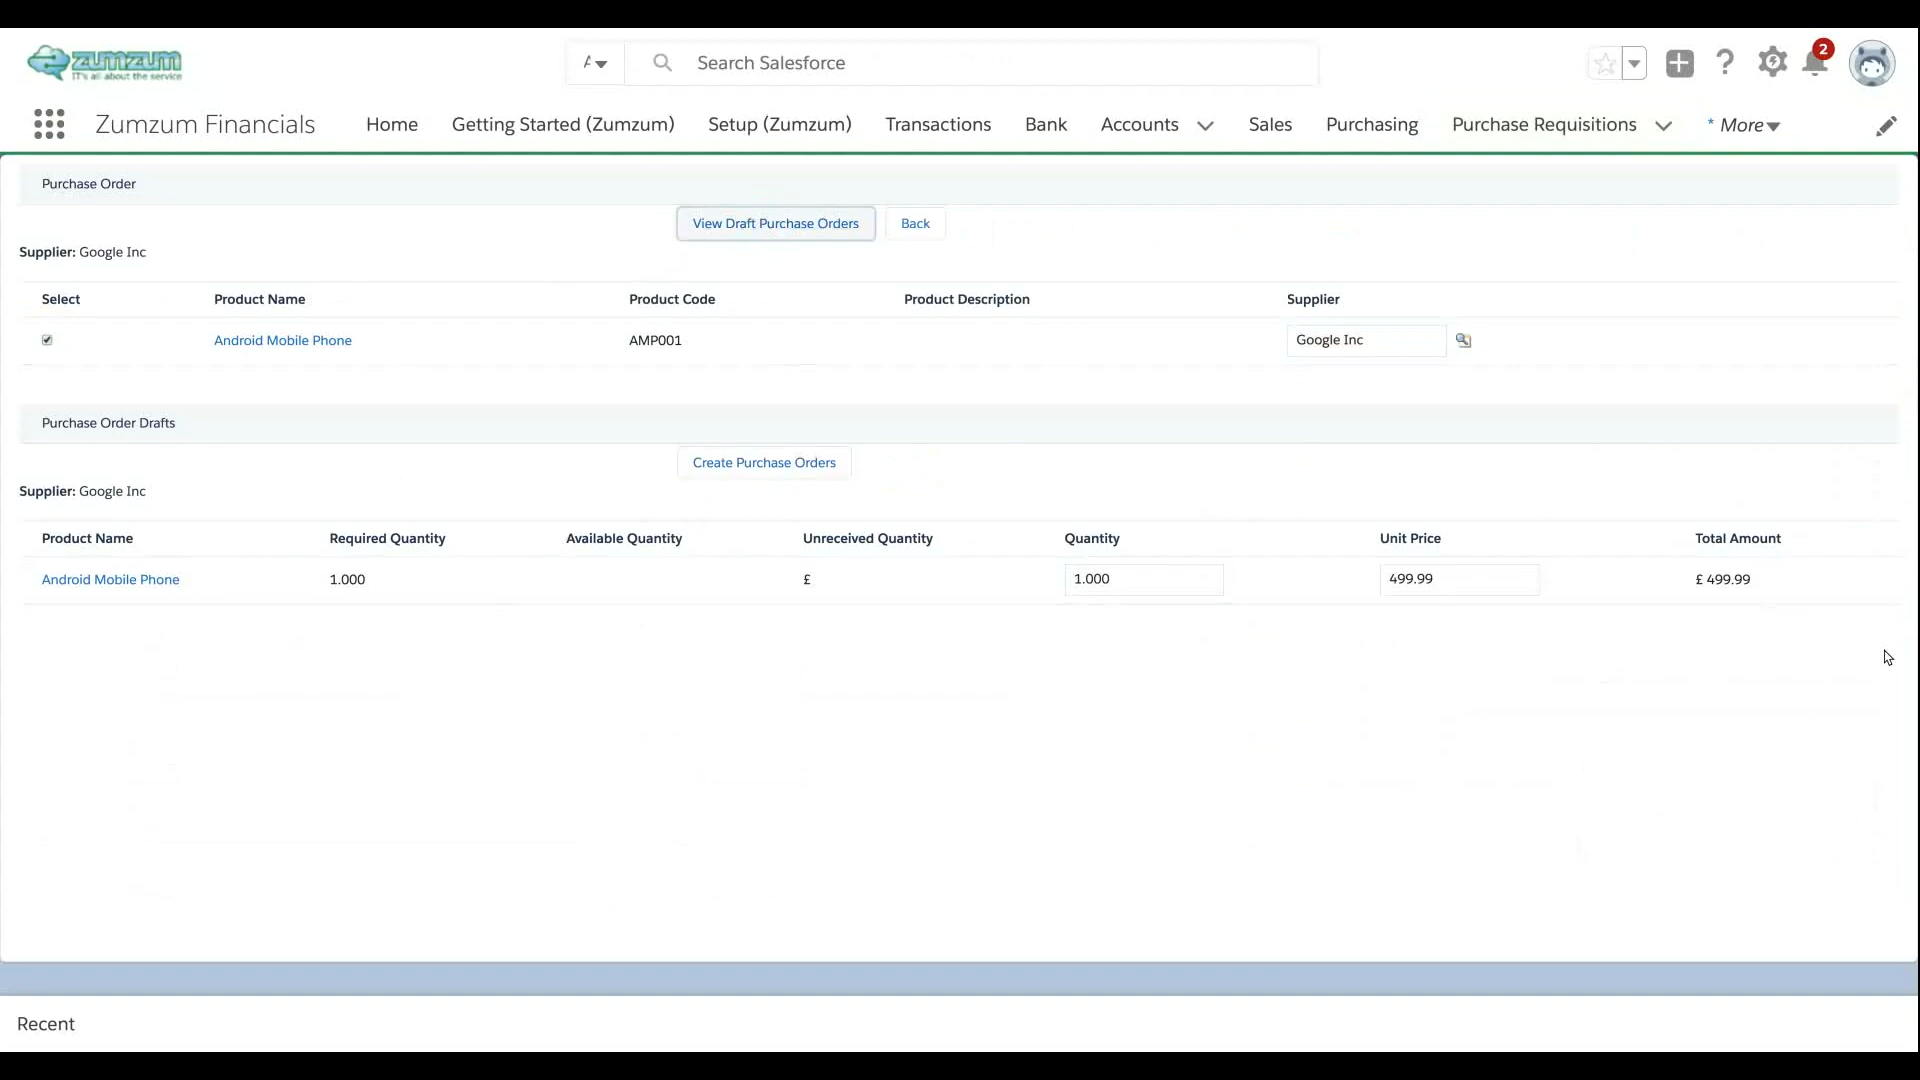 zumzum
IT's all about the service
A
Search Salesforce
2
Zumzum Financials Home Getting Started (Zumzum) Setup (Zumzum) Transactions Bank Accounts Sales Purchasing Purchase Requisitions * More
Purchase Order
View Draft Purchase Orders Back
Supplier: Google Inc
Select Product Name Product Code Product Description Supplier
Android Mobile Phone AMP001 Google Inc
Purchase Order Drafts
Create Purchase Orders
Supplier: Google Inc
Product Name Required Quantity Available Quantity Unreceived Quantity Quantity Unit Price Total Amount
Android Mobile Phone 1.000 £ 1.000 499.99 £ 499.99
Recent